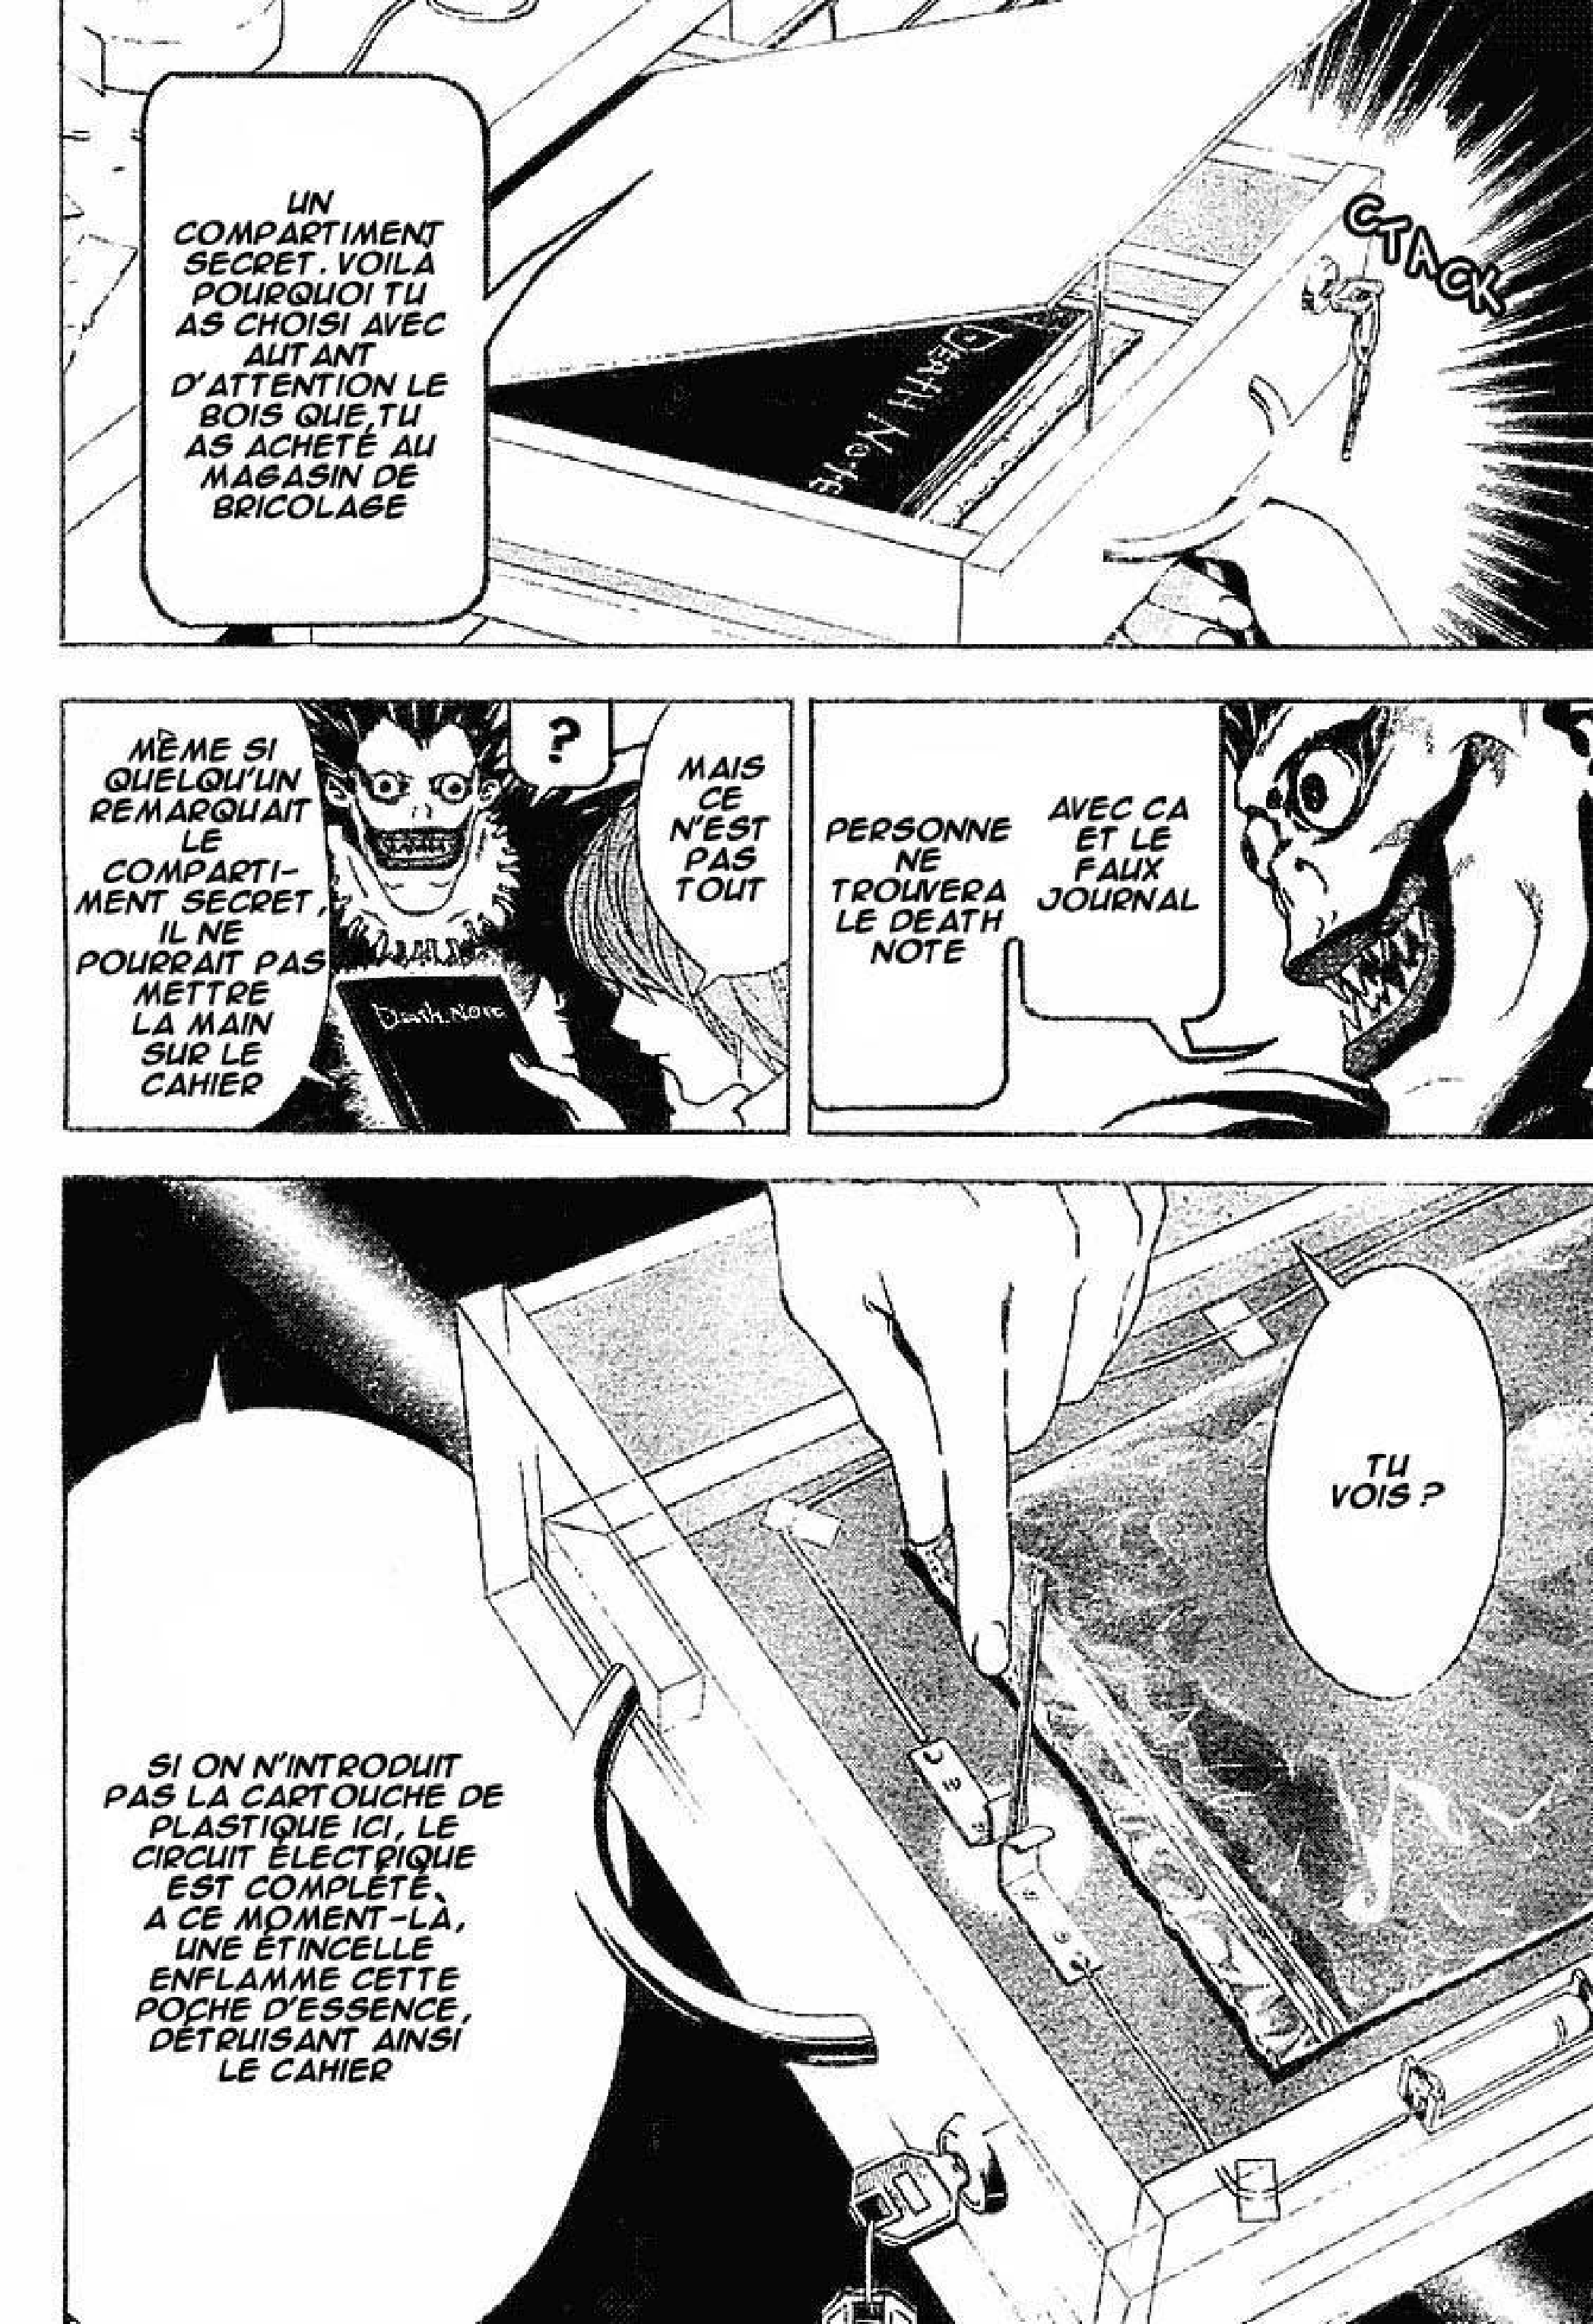 UN
COMPARTIMENT
SECRET. VOILÀ
POURQUOI TU
AS CHOISI AVEC
AUTANT
D'ATTENTION LE
BOIS QUE TU
AS ACHETÉ AU
MAGASIN DE
BRICOLAGE
CTACK
DEATH NOTE
AVEC CA
ET LE
FAUX
JOURNAL
PERSONNE
NE
TROUVERA
LE DEATH
NOTE
MAIS
CE
N'EST
PAS
TOUT
?
MÊME SI
QUELQU'UN
REMARQUAIT
LE
COMPARTI-
MENT SECRET,
IL NE
POURRAIT PAS
METTRE
LA MAIN
SUR LE
CAHIER
Death Note
TU
VOIS ?
SI ON N'INTRODUIT
PAS LA CARTOUCHE DE
PLASTIQUE ICI, LE
CIRCUIT ÉLECTRIQUE
EST COMPLÉTÉ.
À CE MOMENT-LÀ,
UNE ÉTINCELLE
ENFLAMME CETTE
POCHE D'ESSENCE,
DÉTRUISANT AINSI
LE CAHIER